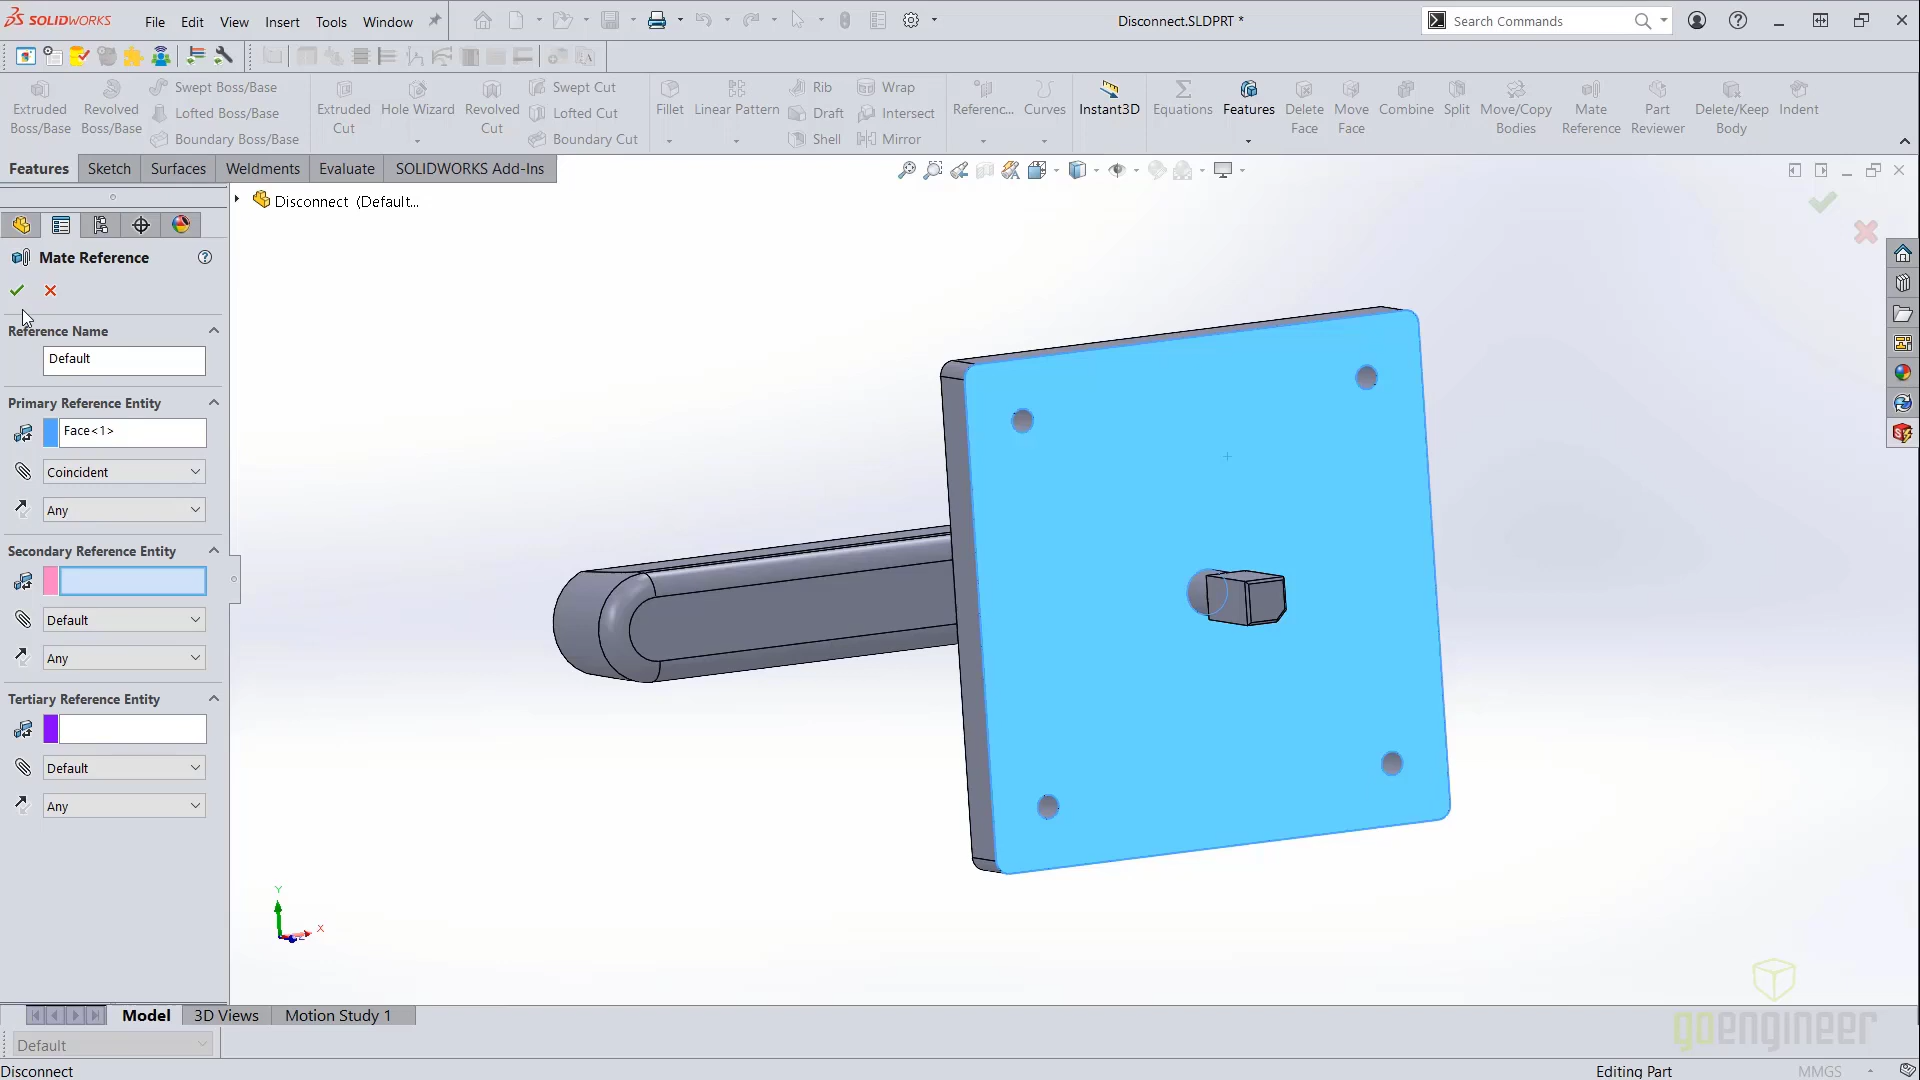 SOLIDWORKS File Edit View Insert Tools Window Disconnect.SLDPRT * Search Commands
Extruded Boss/Base
Revolved Boss/Base
Swept Boss/Base
Lofted Boss/Base
Boundary Boss/Base
Extruded Cut
Hole Wizard
Revolved Cut
Swept Cut
Lofted Cut
Boundary Cut
Fillet
Linear Pattern
Rib
Draft
Shell
Wrap
Intersect
Mirror
Referenc...
Curves
Instant3D
Equations
Features
Delete Face
Move Face
Combine
Split
Move/Copy Bodies
Mate Reference
Part Reviewer
Delete/Keep Body
Indent
Features Sketch Surfaces Weldments Evaluate SOLIDWORKS Add-Ins
Disconnect (Default...
Mate Reference
Reference Name
Default
Primary Reference Entity
Face<1>
Coincident
Any
Secondary Reference Entity
Default
Any
Tertiary Reference Entity
Default
Any
Y
X
Z
Model 3D Views Motion Study 1
Default
goengineer
Disconnect Editing Part MMGS